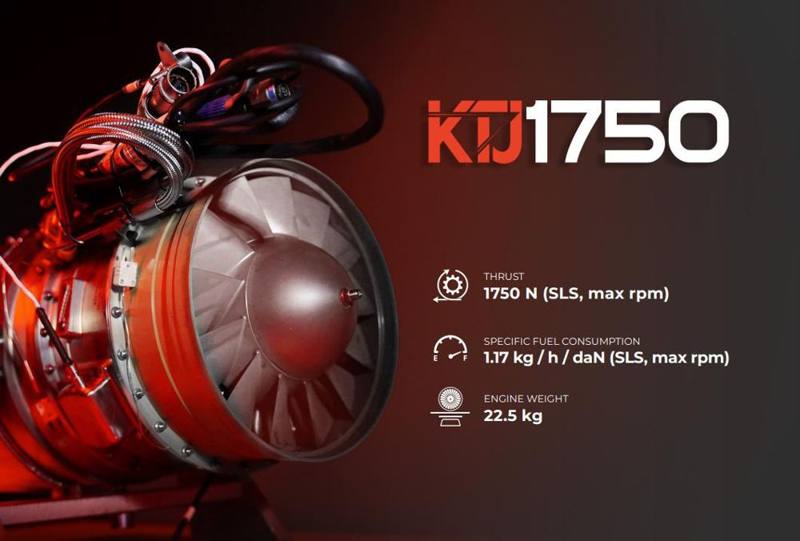 KTJ1750
THRUST
1750 N (SLS, max rpm)
SPECIFIC FUEL CONSUMPTION
E F
1.17 kg / h / daN (SLS, max rpm)
ENGINE WEIGHT
22.5 kg